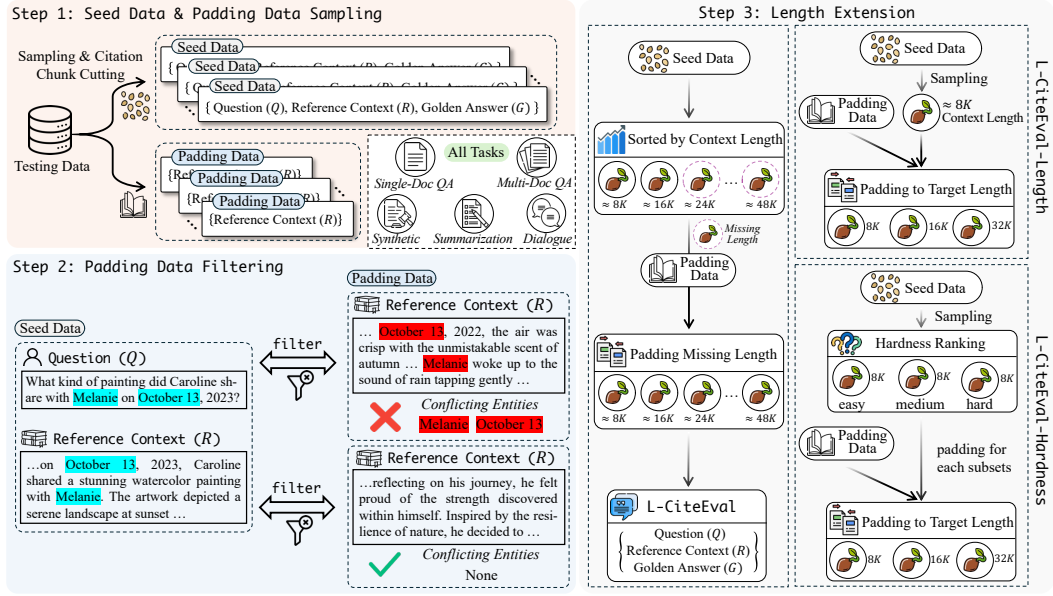 Step 1: Seed Data & Padding Data Sampling
Sampling & Citation
Chunk Cutting
Testing Data
Seed Data
Seed Data
Seed Data
{ Question (Q), Reference Context (R), Golden Answer (G) }
Padding Data
Padding Data
Padding Data
{Reference Context (R)}
All Tasks
Single-Doc QA
Multi-Doc QA
Synthetic
Summarization
Dialogue
Step 2: Padding Data Filtering
Seed Data
Question (Q)
What kind of painting did Caroline sh-
are with Melanie on October 13, 2023?
Reference Context (R)
…on October 13, 2023, Caroline
shared a stunning watercolor painting
with Melanie. The artwork depicted a
serene landscape at sunset …
filter
filter
Padding Data
Reference Context (R)
… October 13, 2022, the air was
crisp with the unmistakable scent of
autumn … Melanie woke up to the
sound of rain tapping gently …
Conflicting Entities
Melanie October 13
Reference Context (R)
…reflecting on his journey, he felt
proud of the strength discovered
within himself. Inspired by the resi-
lience of nature, he decided to …
Conflicting Entities
None
Step 3: Length Extension
Seed Data
Sorted by Context Length
≈ 8K ≈ 16K ≈ 24K … ≈ 48K
Missing
Length
Padding
Data
Padding Missing Length
≈ 8K ≈ 16K ≈ 24K … ≈ 48K
L-CiteEval
Question (Q)
Reference Context (R)
Golden Answer (G)
Seed Data
Sampling
Padding
Data
≈ 8K
Context Length
Padding to Target Length
8K 16K 32K
L-CiteEval-Length
Seed Data
Sampling
Hardness Ranking
8K 8K 8K
easy medium hard
Padding
Data
padding for
each subsets
Padding to Target Length
8K 16K 32K
L-CiteEval-Hardness